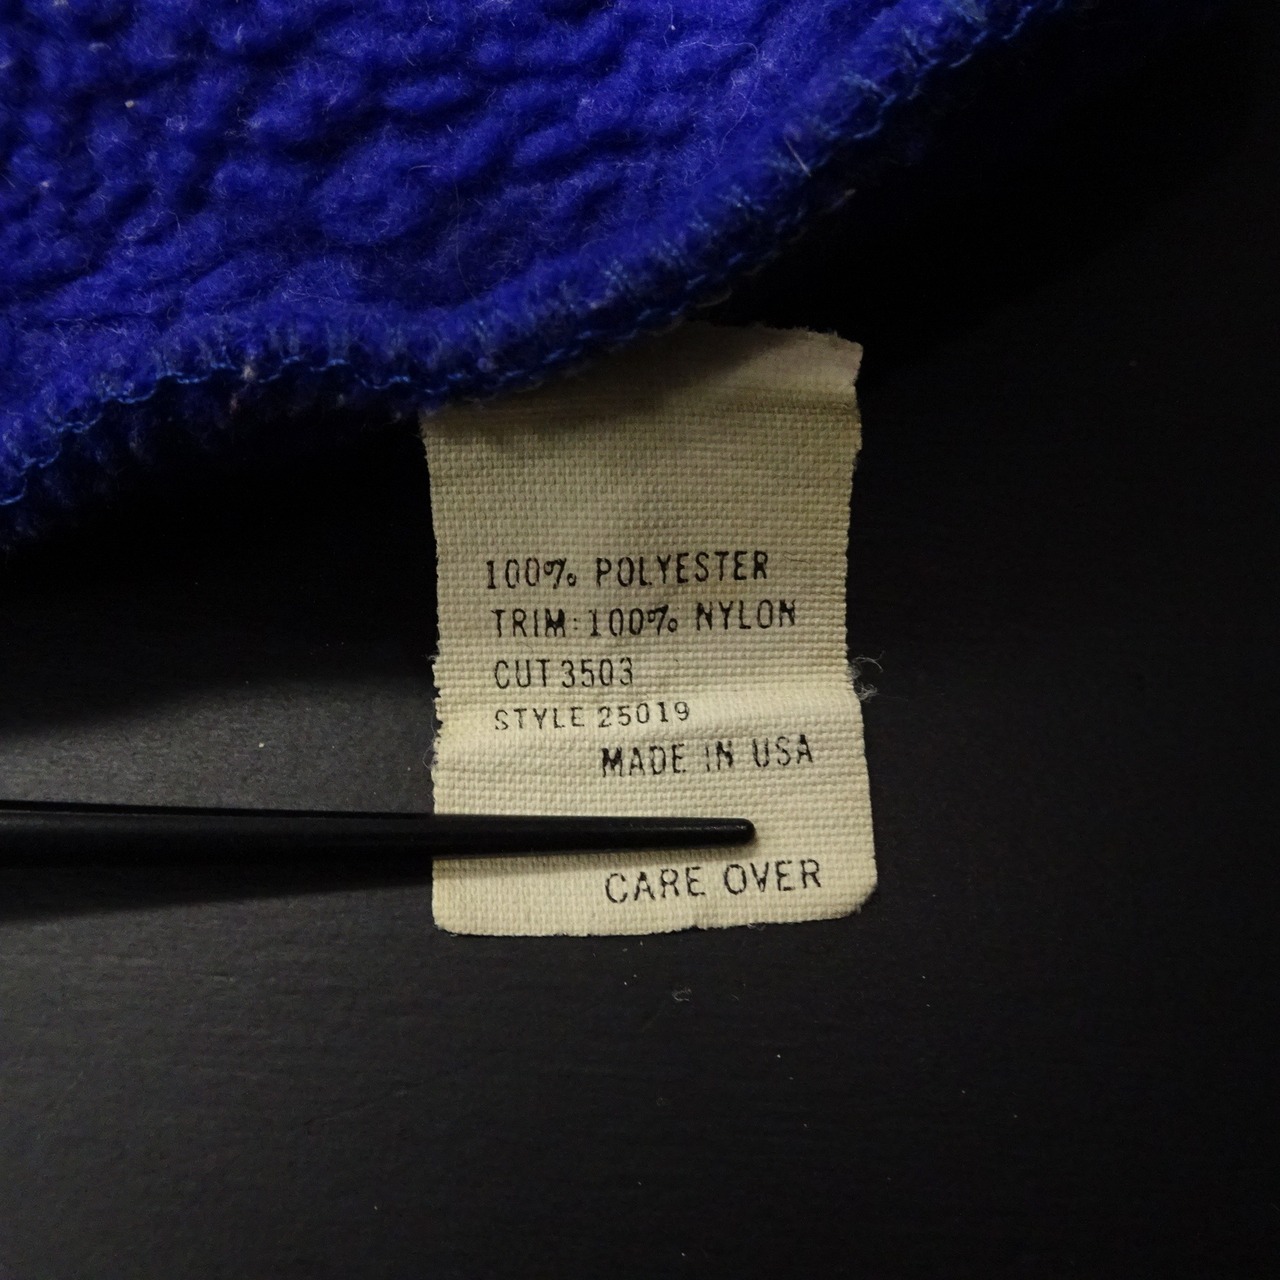 100% POLYESTER
TRIM: 100% NYLON
CUT 3503
STYLE 25019
MADE IN USA
CARE OVER